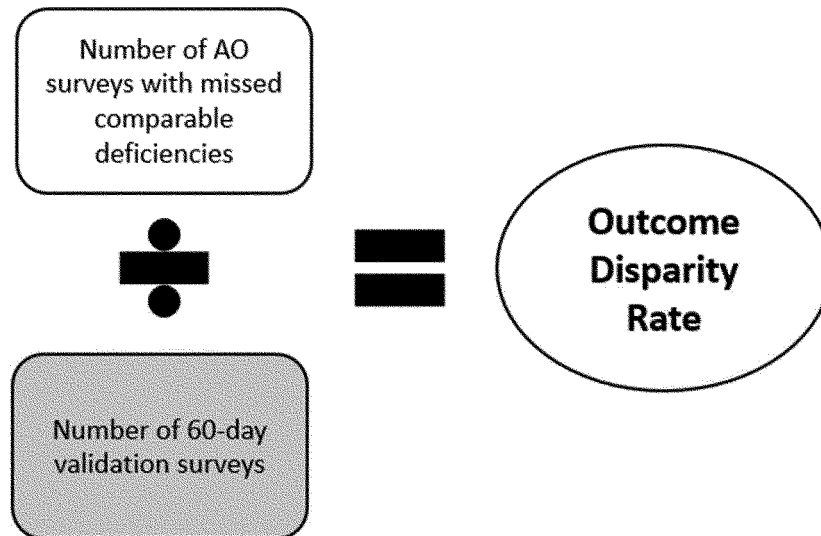 Number of AO
surveys with missed
comparable
deficiencies
Number of 60-day
validation surveys
Outcome
Disparity
Rate